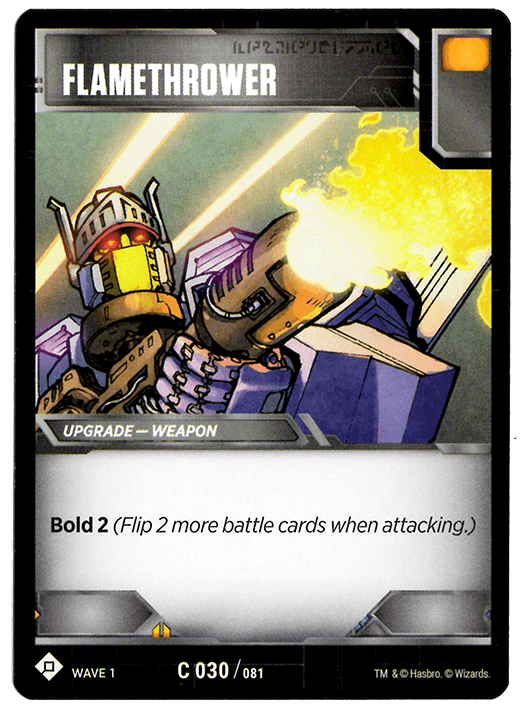 FLAMETHROWER
UPGRADE — WEAPON
Bold 2 (Flip 2 more battle cards when attacking.)
WAVE 1
C 030 / 081
TM & © Hasbro. © Wizards.